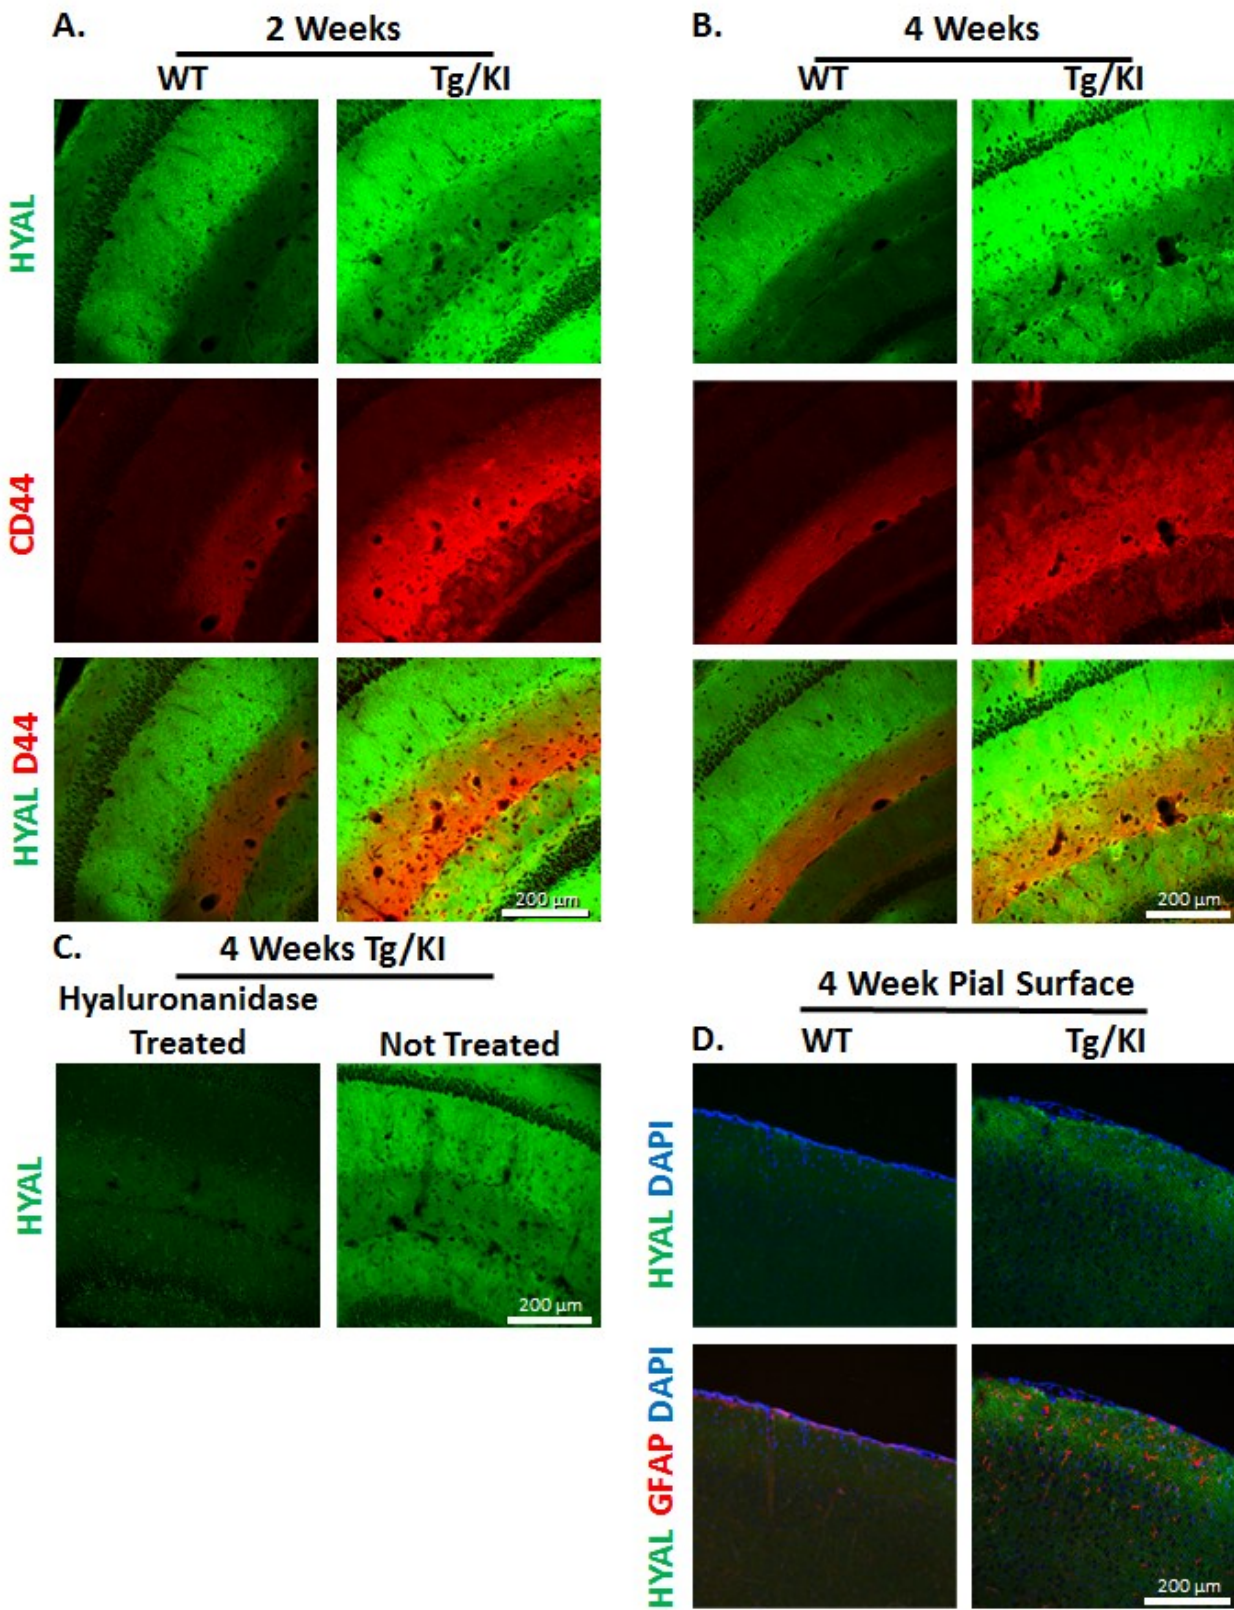 A.
2 Weeks
WT
Tg/KI
B.
4 Weeks
WT
Tg/KI
HYAL
CD44
HYAL D44
200 µm
200 µm
C.
4 Weeks Tg/KI
Hyaluronanidase
Treated
Not Treated
HYAL
200 µm
4 Week Pial Surface
D.
WT
Tg/KI
HYAL DAPI
HYAL GFAP DAPI
200 µm